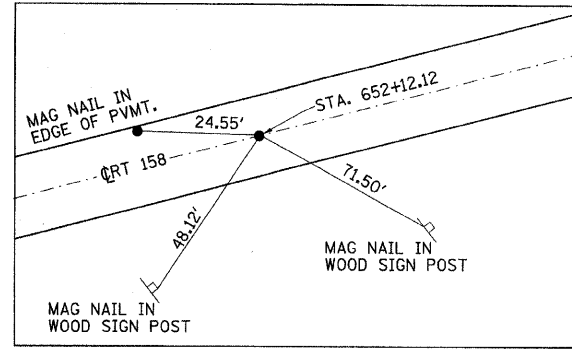 MAG NAIL IN
EDGE OF PVMT.
24.55'
STA. 652+12.12
℄ RT 158
48.12'
71.50'
MAG NAIL IN
WOOD SIGN POST
MAG NAIL IN
WOOD SIGN POST